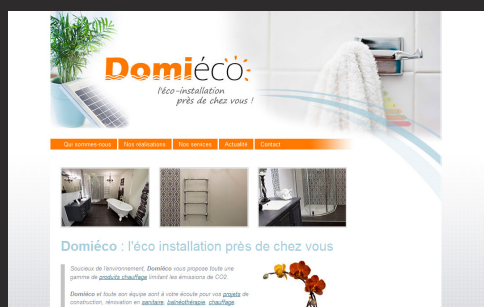 Domiéco
l'éco-installation
près de chez vous !
Qui sommes-nous Nos réalisations Nos services Actualité Contact
Domiéco : l'éco installation près de chez vous
Soucieux de l'environnement, Domiéco vous propose toute une
gamme de produits chauffage limitant les émissions de CO2.
Domiéco et toute son équipe sont à votre écoute pour vos projets de
construction, rénovation en sanitaire, balnéothérapie, chauffage